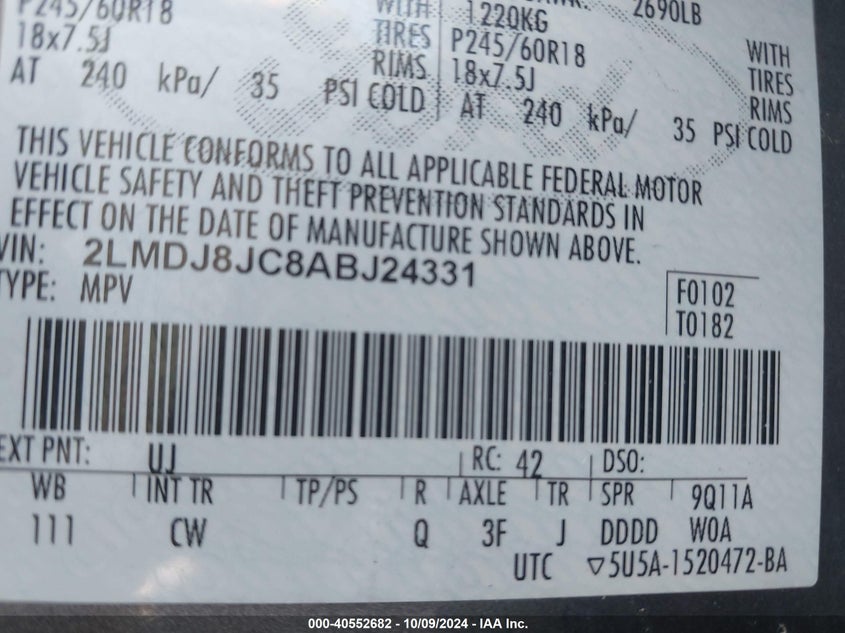 2690LB
P245/60R18 WITH 1220KG
18x7.5J TIRES P245/60R18 WITH
AT 240 kPa/ 35 RIMS 18x7.5J TIRES
PSI COLD AT 240 kPa/ 35 RIMS
PSI COLD
THIS VEHICLE CONFORMS TO ALL APPLICABLE FEDERAL MOTOR
VEHICLE SAFETY AND THEFT PREVENTION STANDARDS IN
EFFECT ON THE DATE OF MANUFACTURE SHOWN ABOVE.
VIN: 2LMDJ8JC8ABJ24331
TYPE: MPV
F0102
T0182
EXT PNT: UJ RC: 42 DSO:
WB INT TR TP/PS R AXLE TR SPR 9Q11A
111 CW Q 3F J DDDD WOA
UTC ▽5U5A-1520472-BA
000-40552682 - 10/09/2024 - IAA Inc.